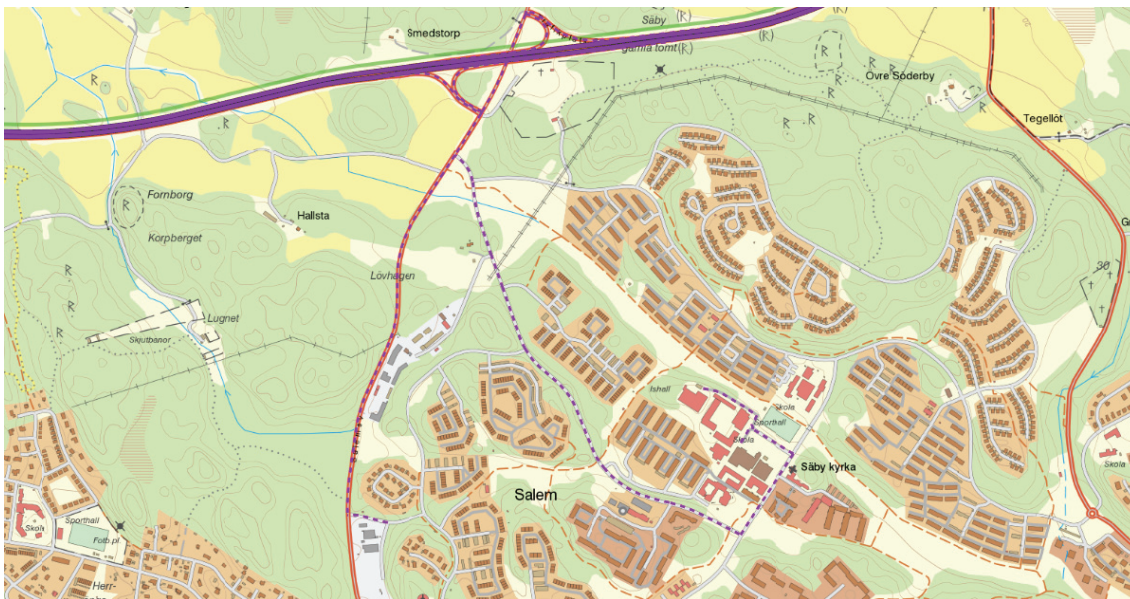 Säby
gamla tomt
(R)
(R)
(R)
Smedstorp
R
R
R
R
R
R
Övre Söderby
R
R
R
Tegellöt
Fornborg
R
Korpberget
Hallsta
Lövhagen
30
R
R
R
Lugnet
Skjutbanor
Ishall
Skola
Sporthall
Skola
Säby kyrka
Skola
Salem
Sporthall
Skola
Fotb.pl
Herr-